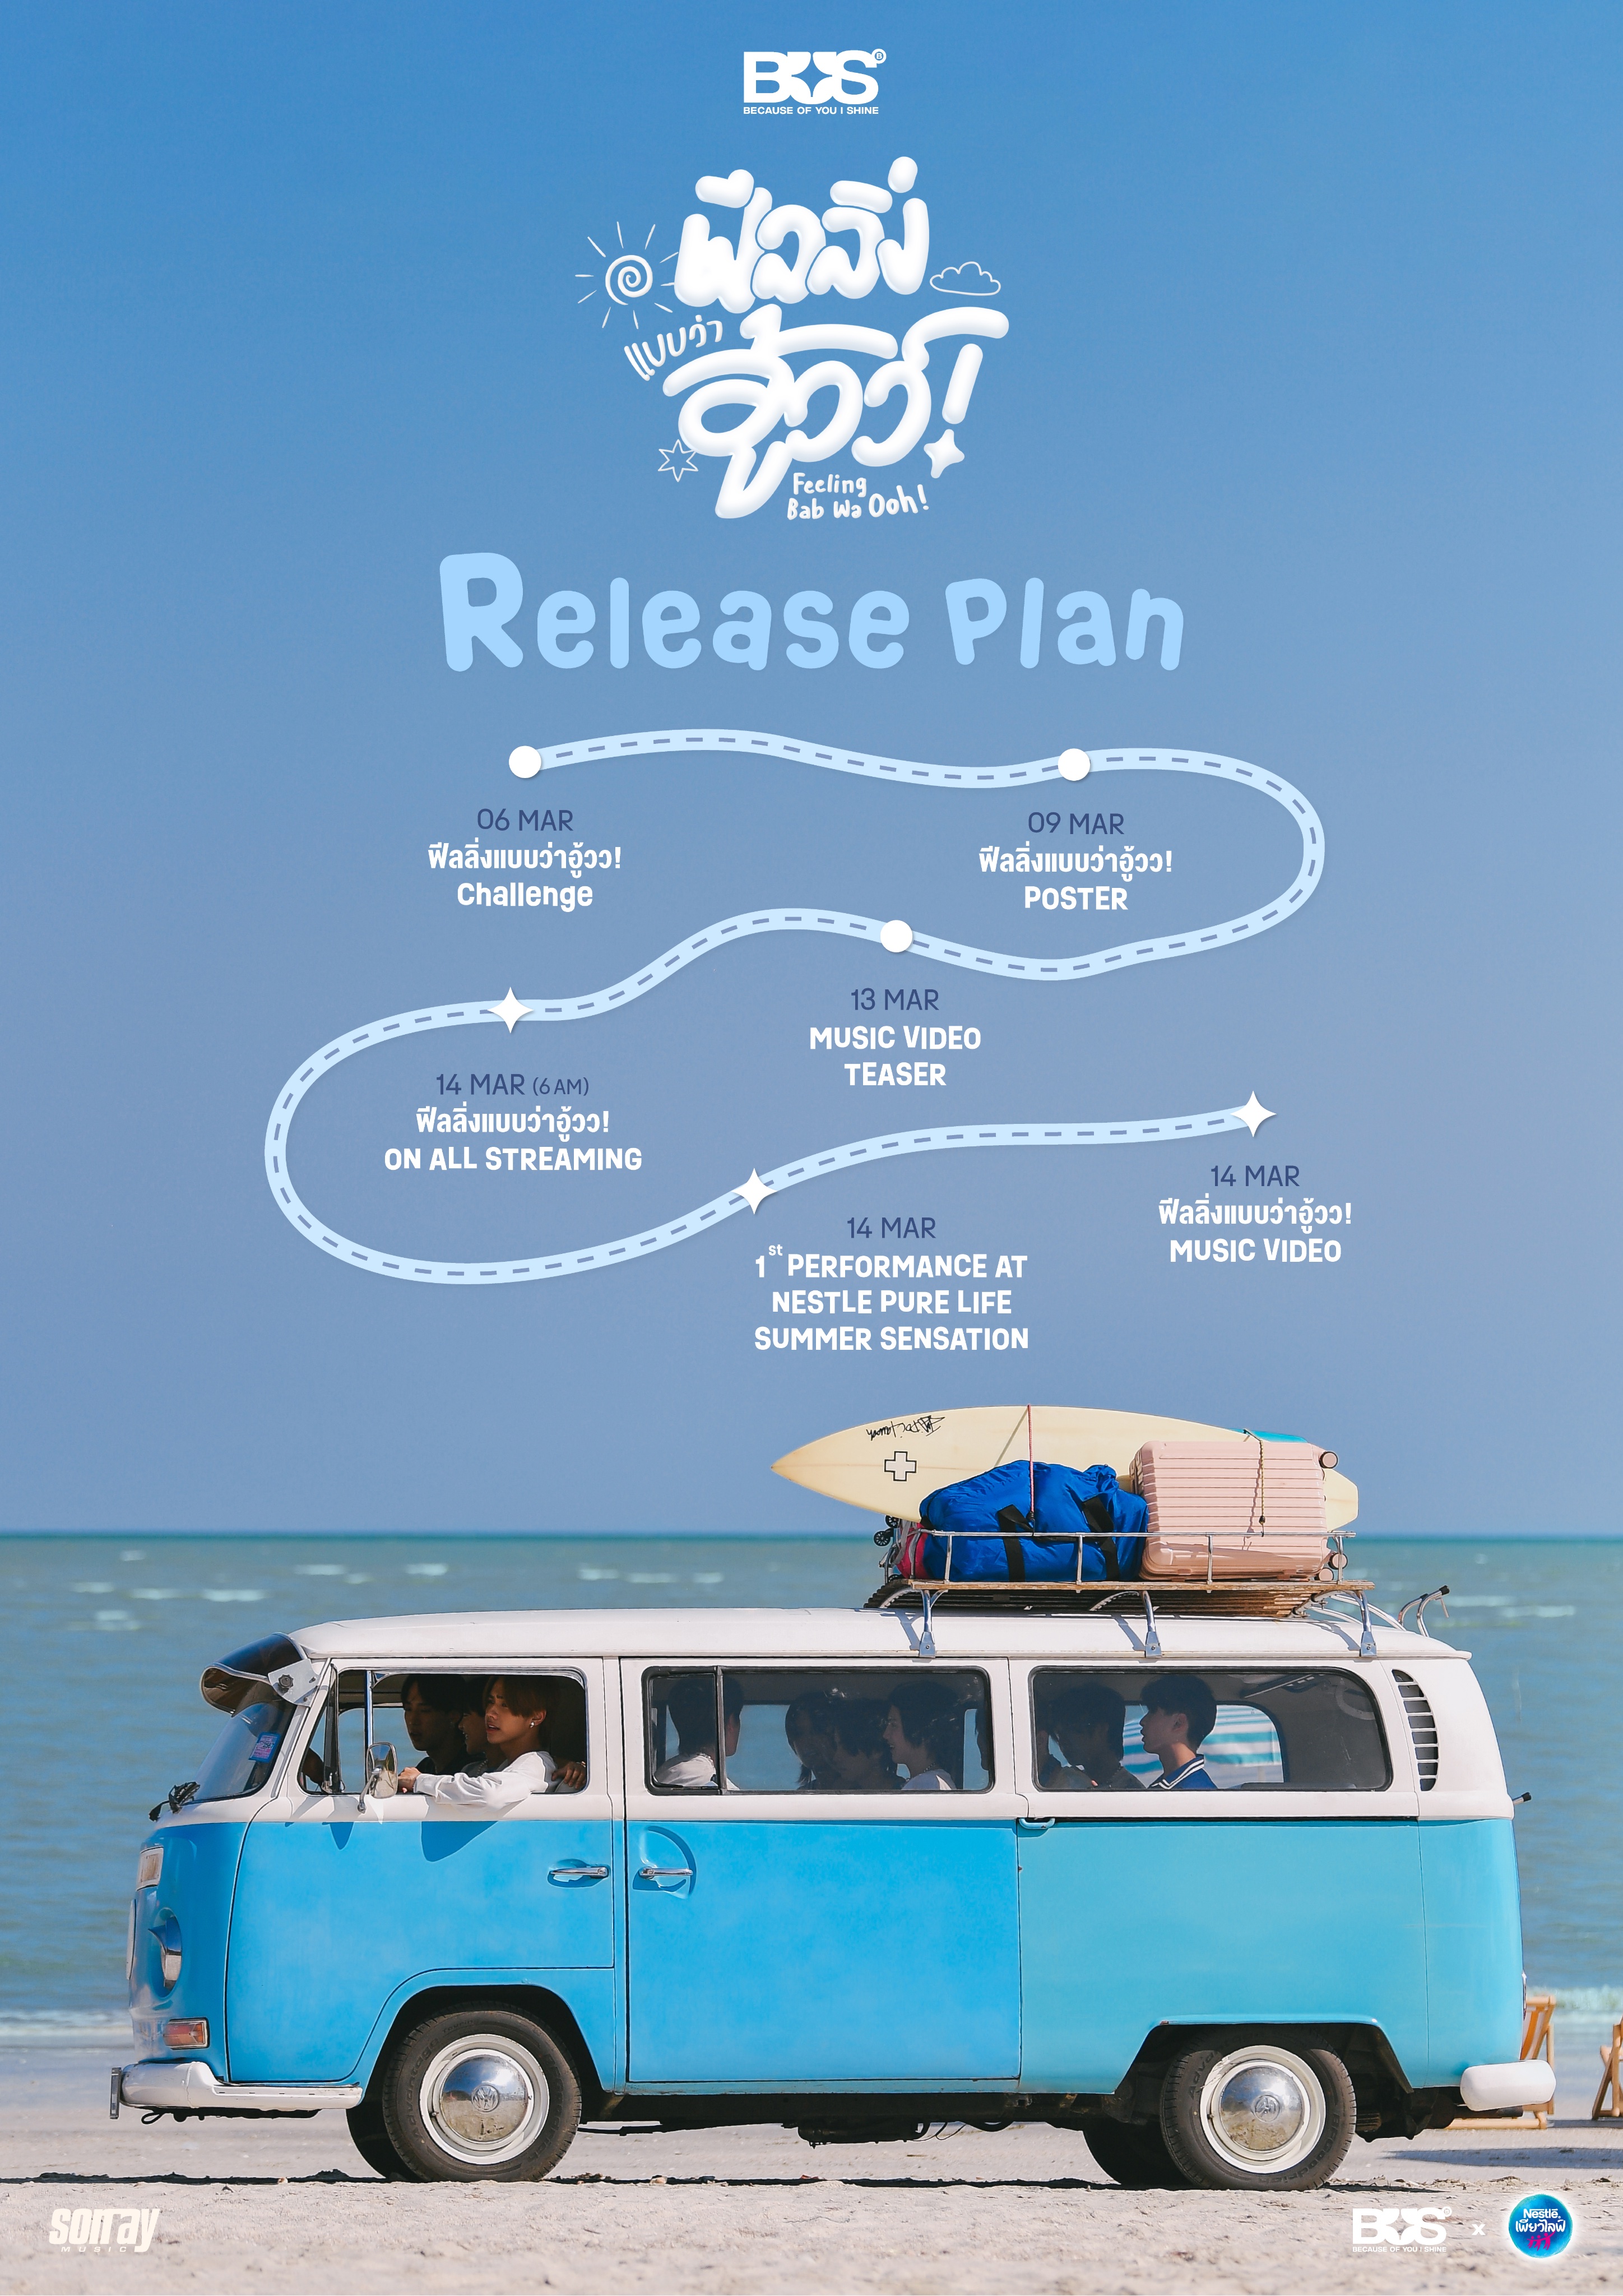 BUS
BECAUSE OF YOU I SHINE
ฟีลลิ่ง
แบบว่า
อู้วว!
Feeling
Bab Wa Ooh!
Release Plan
06 MAR
ฟีลลิ่งแบบว่าอู้วว!
Challenge
09 MAR
ฟีลลิ่งแบบว่าอู้วว!
POSTER
13 MAR
MUSIC VIDEO
TEASER
14 MAR (6 AM)
ฟีลลิ่งแบบว่าอู้วว!
ON ALL STREAMING
14 MAR
1st PERFORMANCE AT
NESTLE PURE LIFE
SUMMER SENSATION
14 MAR
ฟีลลิ่งแบบว่าอู้วว!
MUSIC VIDEO
sonray
MUSIC
BUS
BECAUSE OF YOU I SHINE
x
Nestlé
เพียวไลฟ์